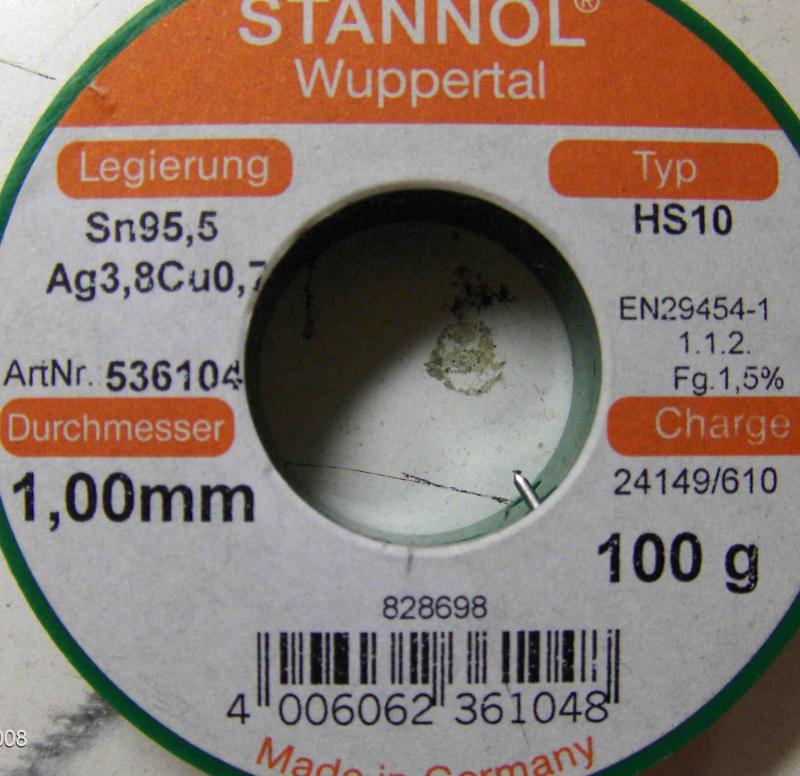 STANNOL®
Wuppertal
Legierung
Sn95,5
Ag3,8Cu0,7
ArtNr. 536104
Durchmesser
1,00mm
Typ
HS10
EN29454-1
1.1.2.
Fg.1,5%
Charge
24149/610
100 g
828698
4 006062 361048
Made in Germany
008